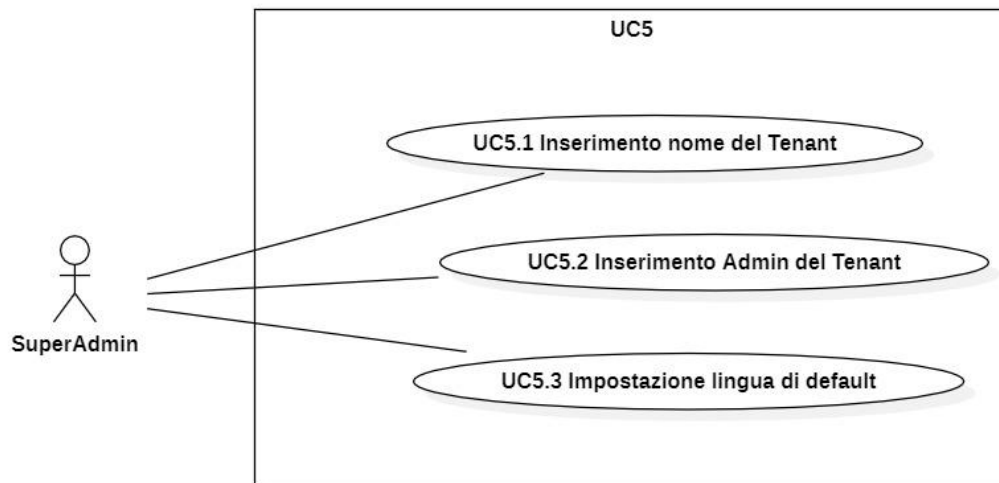 UC5
UC5.1 Inserimento nome del Tenant
UC5.2 Inserimento Admin del Tenant
SuperAdmin
UC5.3 Impostazione lingua di default